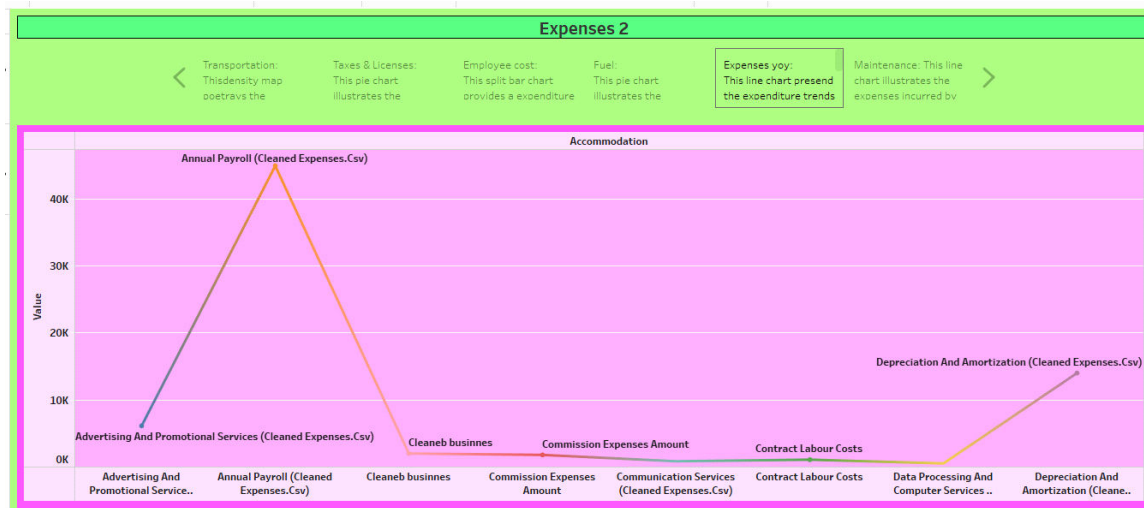 Expenses 2
Transportation:
Thisdensity map
poetrays the
Taxes & Licenses:
This pie chart
illustrates the
Employee cost:
This split bar chart
provides a expenditure
Fuel:
This pie chart
illustrates the
Expenses yoy:
This line chart presend
the expenditure trends
Maintenance: This line
chart illustrates the
expenses incurred by
Accommodation
Value
40K
30K
20K
10K
0K
Annual Payroll (Cleaned Expenses.Csv)
Advertising And Promotional Services (Cleaned Expenses.Csv)
Cleaneb businnes
Commission Expenses Amount
Contract Labour Costs
Depreciation And Amortization (Cleaned Expenses.Csv)
Advertising And
Promotional Service..
Annual Payroll (Cleaned
Expenses.Csv)
Cleaneb businnes
Commission Expenses
Amount
Communication Services
(Cleaned Expenses.Csv)
Contract Labour Costs
Data Processing And
Computer Services ..
Depreciation And
Amortization (Cleane..